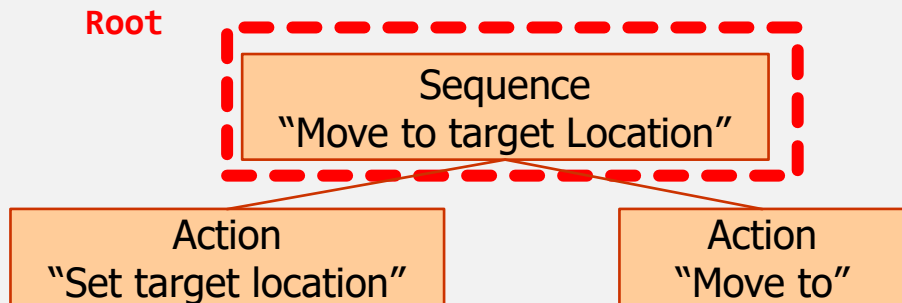 Root
Sequence
“Move to target Location”
Action
“Set target location”
Action
“Move to”